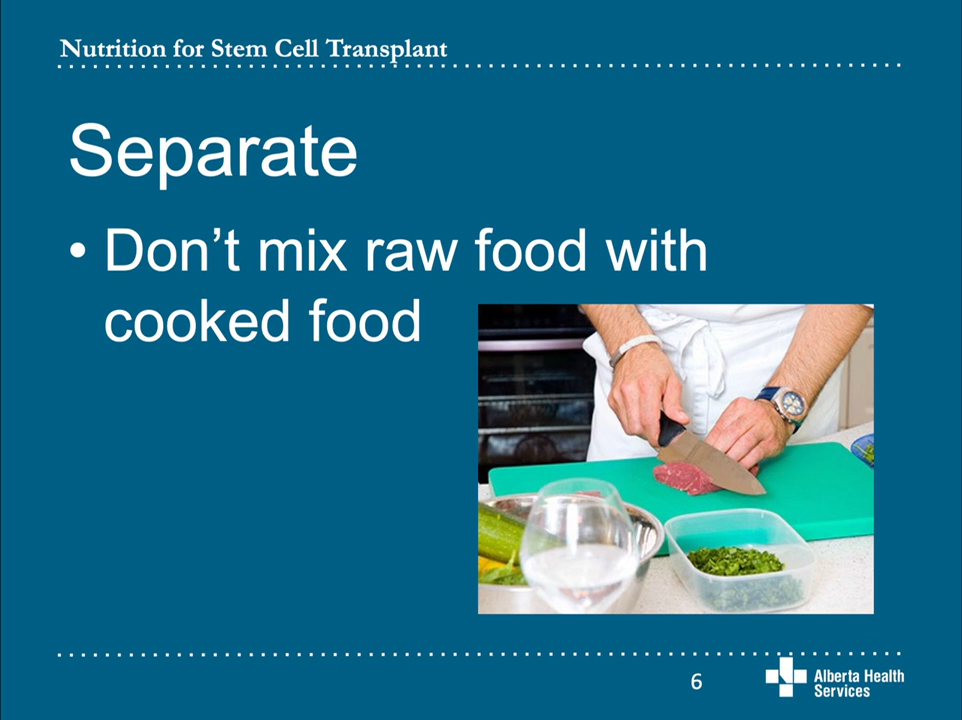 Nutrition for Stem Cell Transplant
Separate
• Don’t mix raw food with
cooked food
6
Alberta Health
Services